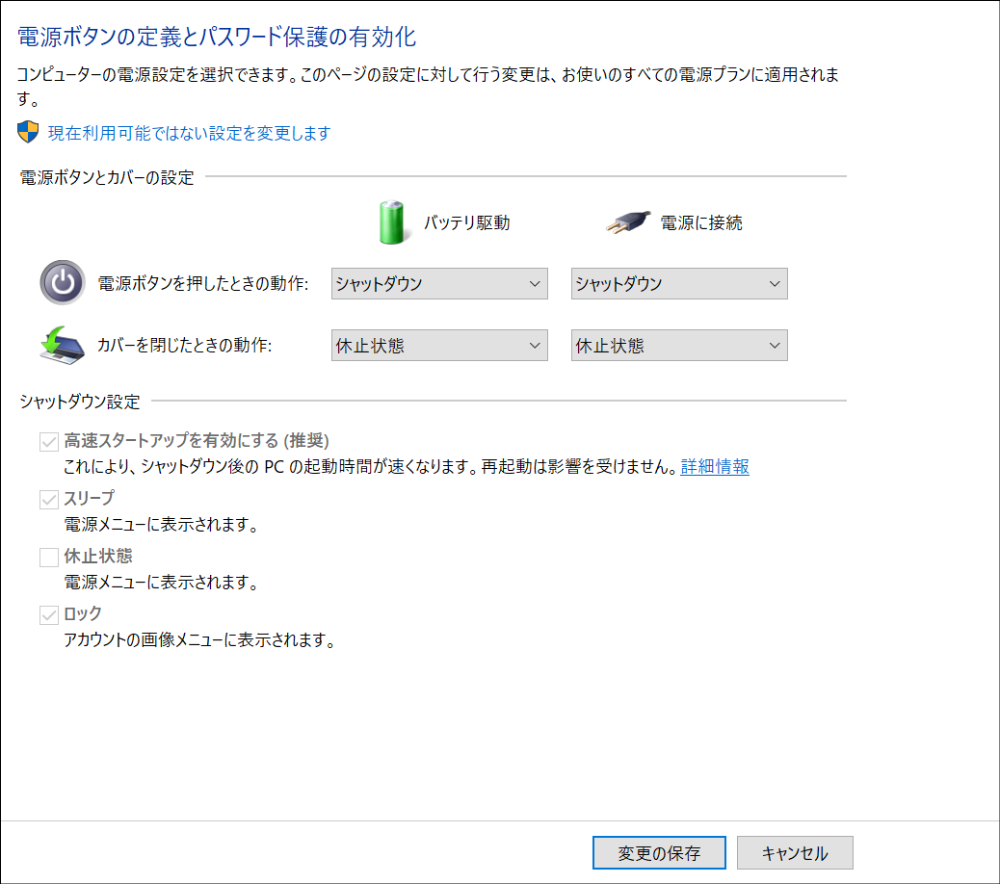 電源ボタンの定義とパスワード保護の有効化
コンピューターの電源設定を選択できます。このページの設定に対して行う変更は、お使いのすべての電源プランに適用されま
す。
現在利用可能ではない設定を変更します
電源ボタンとカバーの設定
バッテリ駆動 電源に接続
電源ボタンを押したときの動作: シャットダウン シャットダウン
カバーを閉じたときの動作: 休止状態 休止状態
シャットダウン設定
高速スタートアップを有効にする (推奨)
これにより、シャットダウン後の PC の起動時間が速くなります。再起動は影響を受けません。詳細情報
スリープ
電源メニューに表示されます。
休止状態
電源メニューに表示されます。
ロック
アカウントの画像メニューに表示されます。
変更の保存 キャンセル